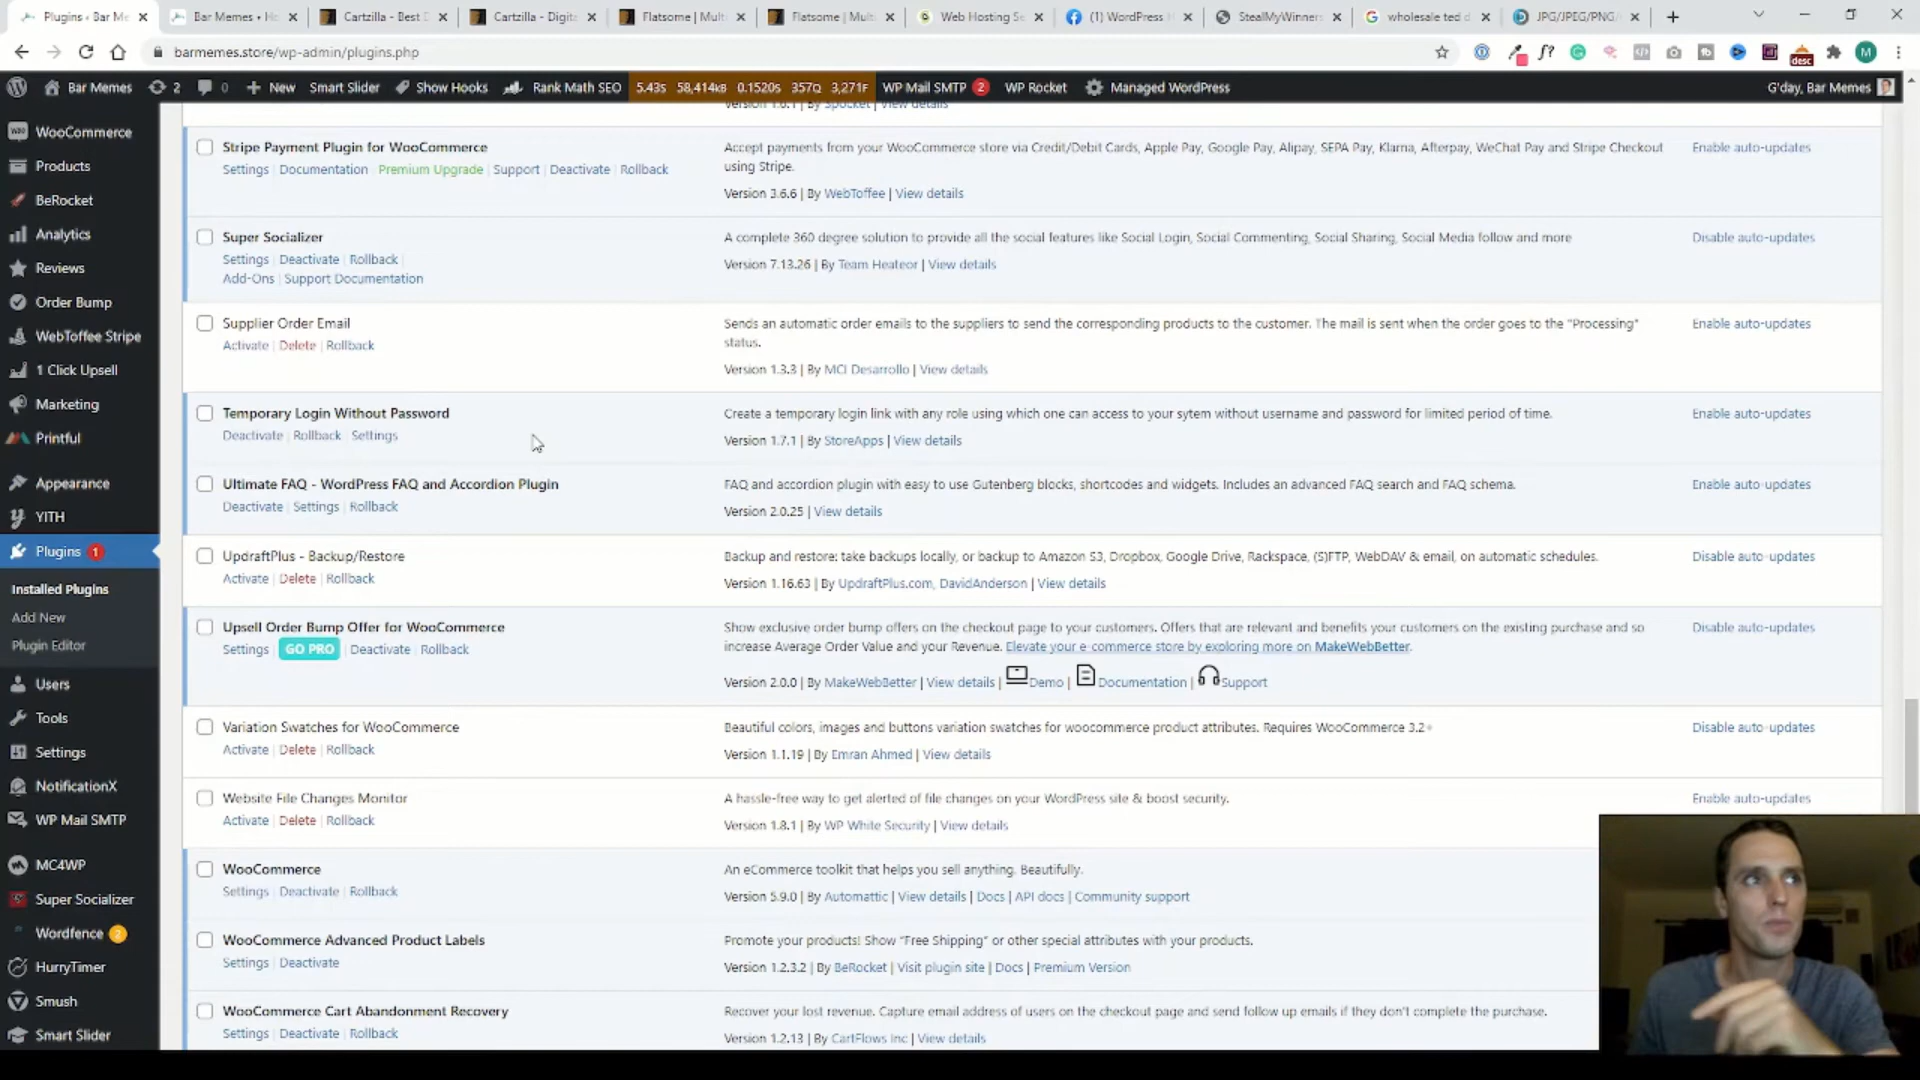 Plugins ‹ Bar Me
Bar Memes • Ho
Cartzilla - Best
Cartzilla - Digit
Flatsome | Mult
Flatsome | Mult
Web Hosting Se
(1) WordPress
StealMyWinners
wholesale ted d
JPG/JPEG/PNG
barmemes.store/wp-admin/plugins.php
Bar Memes 2 0 New Smart Slider Show Hooks Rank Math SEO 5.43s 58,414kB 0.1520s 357Q 3,271F WP Mail SMTP 2 WP Rocket Managed WordPress G'day, Bar Memes
WooCommerce
Products
BeRocket
Analytics
Reviews
Order Bump
WebToffee Stripe
1 Click Upsell
Marketing
Printful
Appearance
YITH
Plugins 1
Installed Plugins
Add New
Plugin Editor
Users
Tools
Settings
NotificationX
WP Mail SMTP
MC4WP
Super Socializer
Wordfence 2
HurryTimer
Smush
Smart Slider
Version 1.6.1 | By Spocket | View details
Stripe Payment Plugin for WooCommerce
Settings | Documentation | Premium Upgrade | Support | Deactivate | Rollback
Accept payments from your WooCommerce store via Credit/Debit Cards, Apple Pay, Google Pay, Alipay, SEPA Pay, Klarna, Afterpay, WeChat Pay and Stripe Checkout
using Stripe.
Version 3.6.6 | By WebToffee | View details
Enable auto-updates
Super Socializer
Settings | Deactivate | Rollback |
Add-Ons | Support Documentation
A complete 360 degree solution to provide all the social features like Social Login, Social Commenting, Social Sharing, Social Media follow and more
Version 7.13.26 | By Team Heateor | View details
Disable auto-updates
Supplier Order Email
Activate | Delete | Rollback
Sends an automatic order emails to the suppliers to send the corresponding products to the customer. The mail is sent when the order goes to the "Processing"
status.
Version 1.3.3 | By MCI Desarrollo | View details
Enable auto-updates
Temporary Login Without Password
Deactivate | Rollback | Settings
Create a temporary login link with any role using which one can access to your sytem without username and password for limited period of time.
Version 1.7.1 | By StoreApps | View details
Enable auto-updates
Ultimate FAQ - WordPress FAQ and Accordion Plugin
Deactivate | Settings | Rollback
FAQ and accordion plugin with easy to use Gutenberg blocks, shortcodes and widgets. Includes an advanced FAQ search and FAQ schema.
Version 2.0.25 | View details
Enable auto-updates
UpdraftPlus - Backup/Restore
Activate | Delete | Rollback
Backup and restore: take backups locally, or backup to Amazon S3, Dropbox, Google Drive, Rackspace, (S)FTP, WebDAV & email, on automatic schedules.
Version 1.16.63 | By UpdraftPlus.com, DavidAnderson | View details
Disable auto-updates
Upsell Order Bump Offer for WooCommerce
Settings | GO PRO | Deactivate | Rollback
Show exclusive order bump offers on the checkout page to your customers. Offers that are relevant and benefits your customers on the existing purchase and so
increase Average Order Value and your Revenue. Elevate your e-commerce store by exploring more on MakeWebBetter.
Version 2.0.0 | By MakeWebBetter | View details | Demo | Documentation | Support
Disable auto-updates
Variation Swatches for WooCommerce
Activate | Delete | Rollback
Beautiful colors, images and buttons variation swatches for woocommerce product attributes. Requires WooCommerce 3.2+
Version 1.1.19 | By Emran Ahmed | View details
Disable auto-updates
Website File Changes Monitor
Activate | Delete | Rollback
A hassle-free way to get alerted of file changes on your WordPress site & boost security.
Version 1.8.1 | By WP White Security | View details
Enable auto-updates
WooCommerce
Settings | Deactivate | Rollback
An eCommerce toolkit that helps you sell anything. Beautifully.
Version 5.9.0 | By Automattic | View details | Docs | API docs | Community support
WooCommerce Advanced Product Labels
Settings | Deactivate
Promote your products! Show "Free Shipping" or other special attributes with your products.
Version 1.2.3.2 | By BeRocket | Visit plugin site | Docs | Premium Version
WooCommerce Cart Abandonment Recovery
Settings | Deactivate | Rollback
Recover your lost revenue. Capture email address of users on the checkout page and send follow up emails if they don't complete the purchase.
Version 1.2.13 | By CartFlows Inc | View details